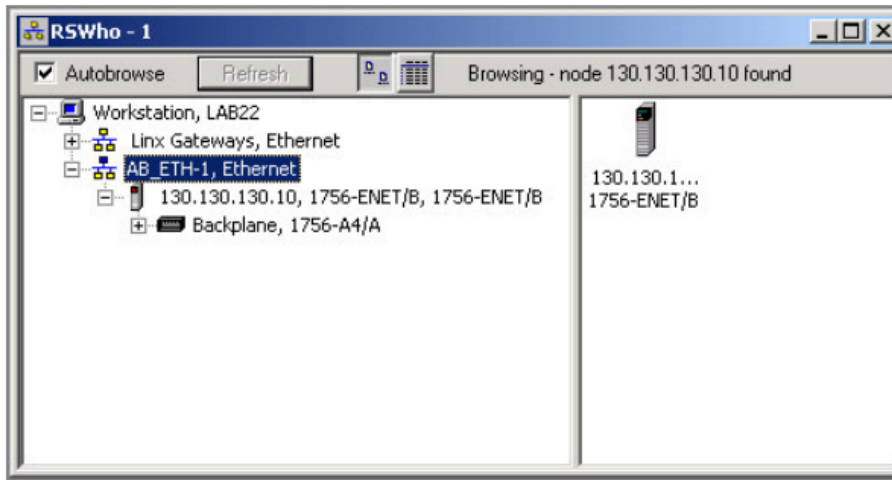 RSWho - 1
Autobrowse Refresh Browsing - node 130.130.130.10 found
Workstation, LAB22
Linx Gateways, Ethernet
AB_ETH-1, Ethernet
130.130.130.10, 1756-ENET/B, 1756-ENET/B
Backplane, 1756-A4/A
130.130.1...
1756-ENET/B